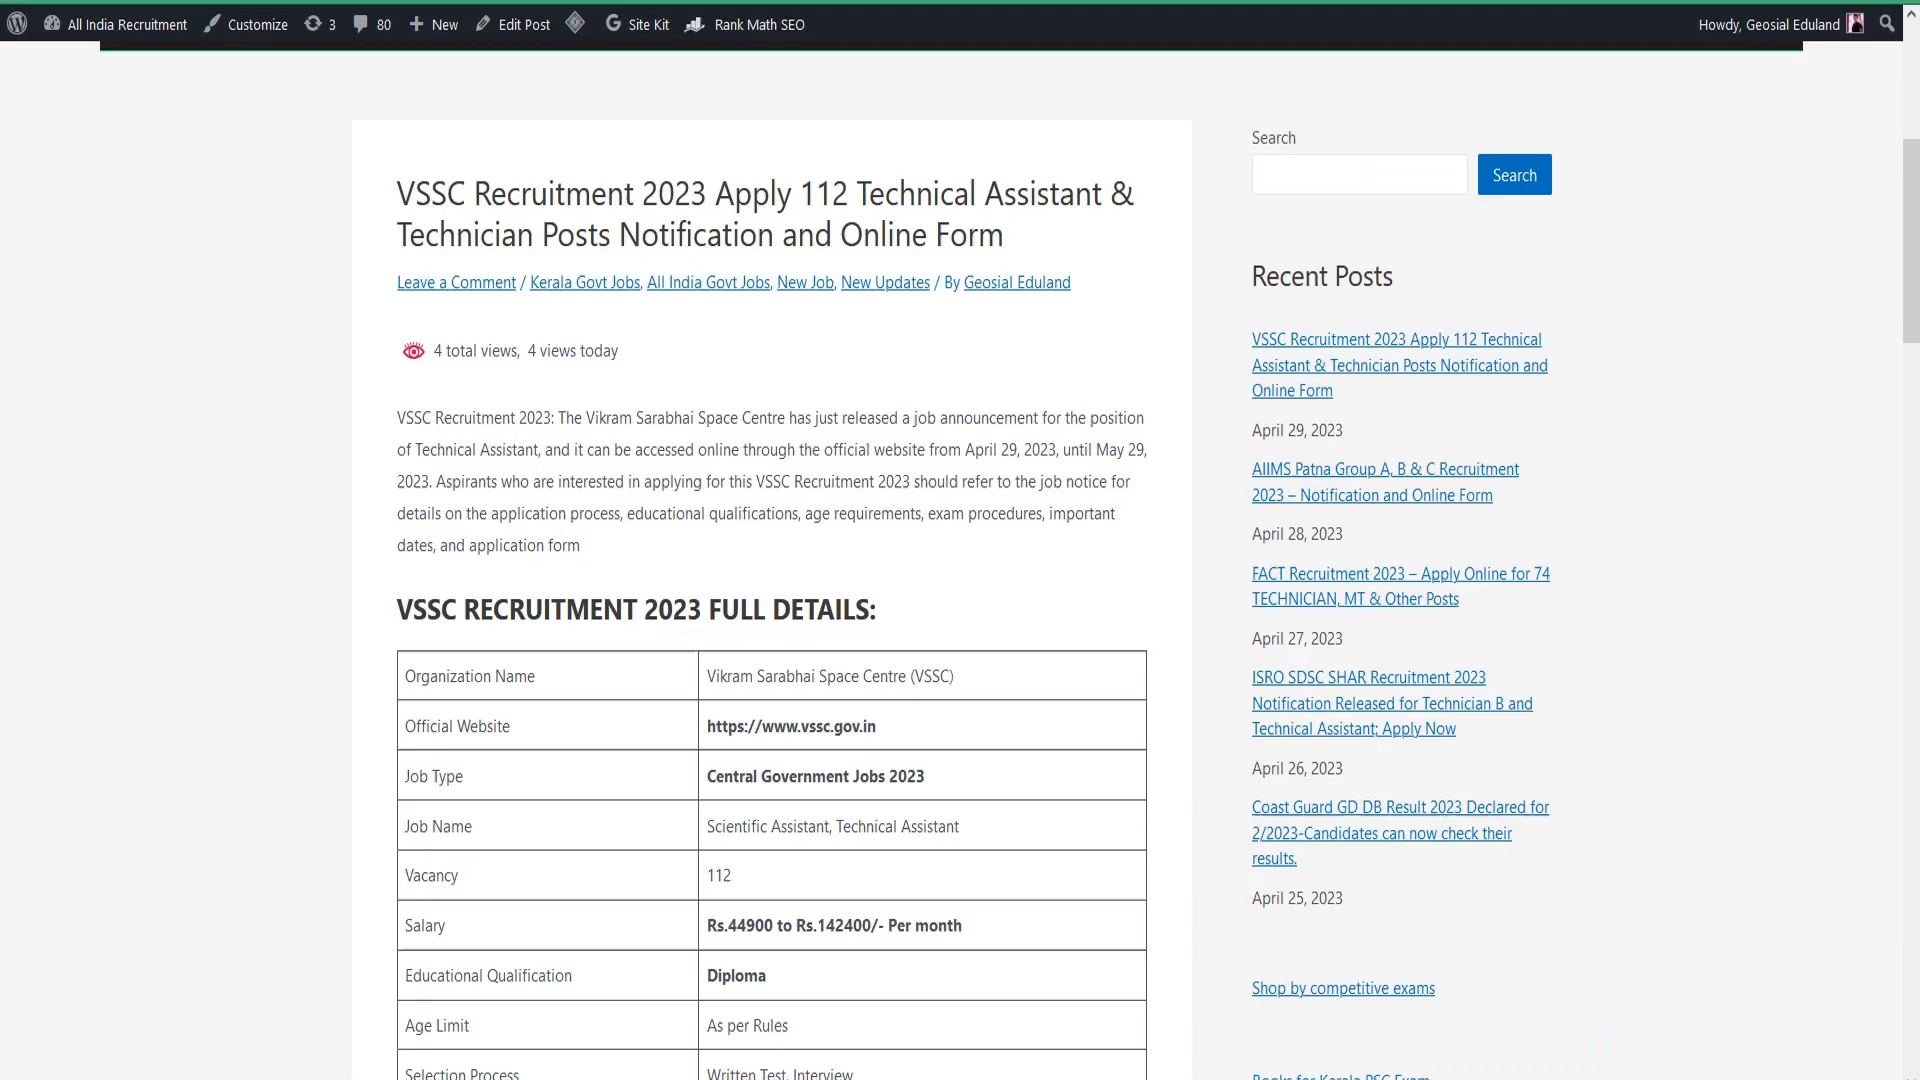 All India Recruitment Customize 3 80 New Edit Post Site Kit Rank Math SEO Howdy, Geosial Eduland
VSSC Recruitment 2023 Apply 112 Technical Assistant &
Technician Posts Notification and Online Form
Leave a Comment / Kerala Govt Jobs, All India Govt Jobs, New Job, New Updates / By Geosial Eduland
4 total views, 4 views today
VSSC Recruitment 2023: The Vikram Sarabhai Space Centre has just released a job announcement for the position
of Technical Assistant, and it can be accessed online through the official website from April 29, 2023, until May 29,
2023. Aspirants who are interested in applying for this VSSC Recruitment 2023 should refer to the job notice for
details on the application process, educational qualifications, age requirements, exam procedures, important
dates, and application form
VSSC RECRUITMENT 2023 FULL DETAILS:
Organization Name Vikram Sarabhai Space Centre (VSSC)
Official Website https://www.vssc.gov.in
Job Type Central Government Jobs 2023
Job Name Scientific Assistant, Technical Assistant
Vacancy 112
Salary Rs.44900 to Rs.142400/- Per month
Educational Qualification Diploma
Age Limit As per Rules
Selection Process Written Test, Interview
Search
Search
Recent Posts
VSSC Recruitment 2023 Apply 112 Technical
Assistant & Technician Posts Notification and
Online Form
April 29, 2023
AIIMS Patna Group A, B & C Recruitment
2023 – Notification and Online Form
April 28, 2023
FACT Recruitment 2023 – Apply Online for 74
TECHNICIAN, MT & Other Posts
April 27, 2023
ISRO SDSC SHAR Recruitment 2023
Notification Released for Technician B and
Technical Assistant; Apply Now
April 26, 2023
Coast Guard GD DB Result 2023 Declared for
2/2023-Candidates can now check their
results.
April 25, 2023
Shop by competitive exams
Books for Kerala PSC Exam